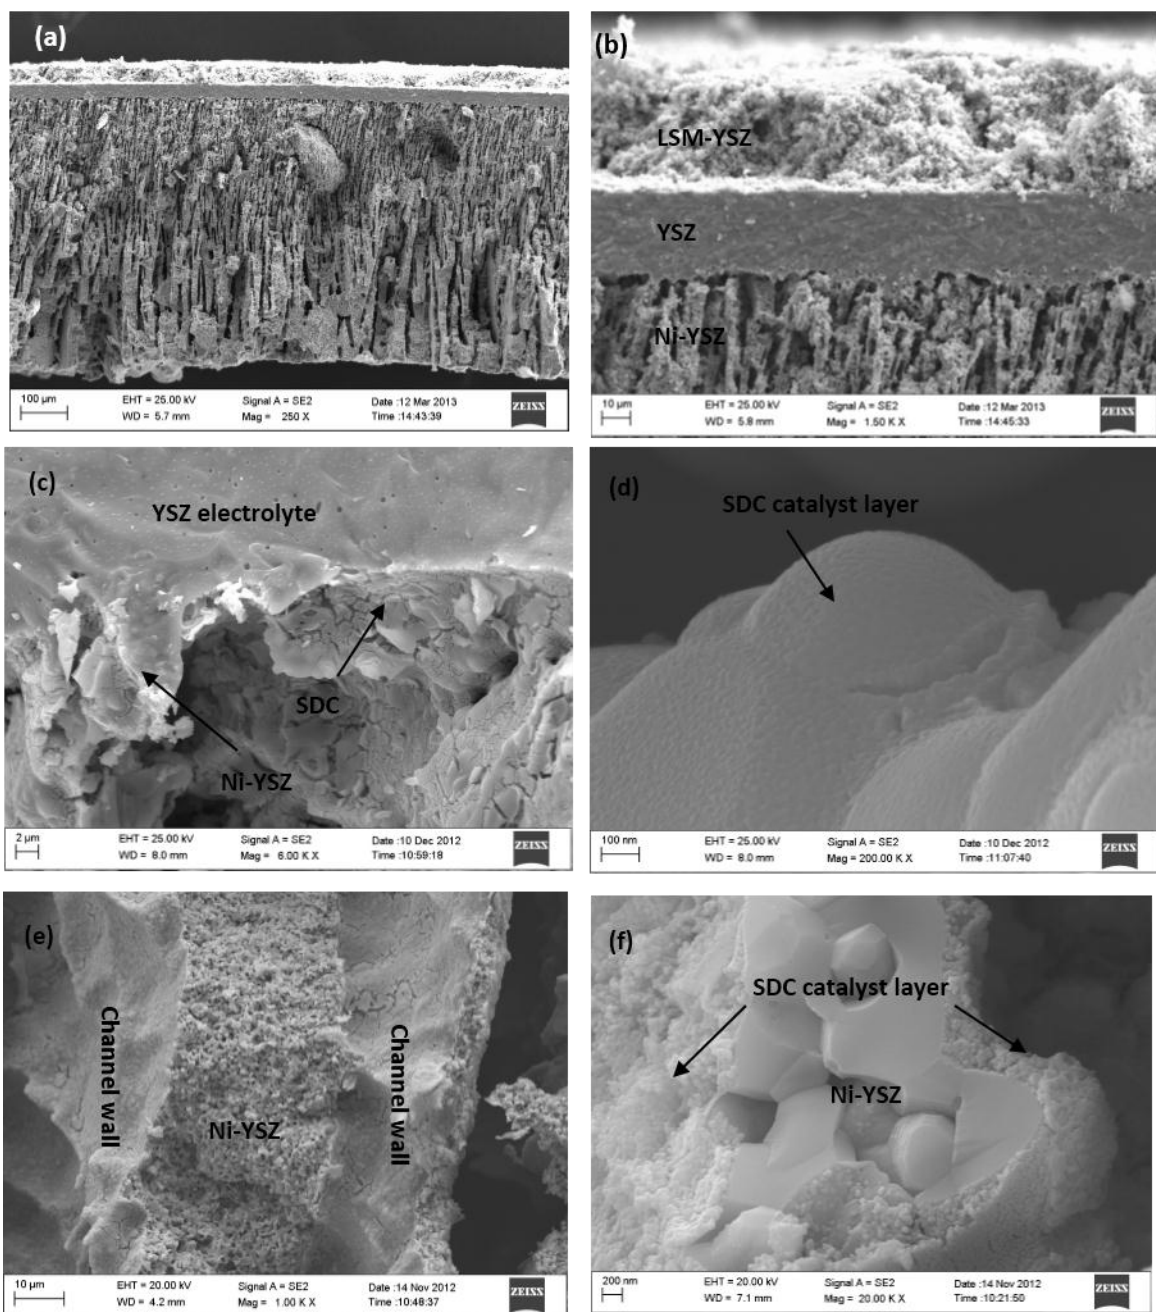 (a)
100 µm
EHT = 25.00 kV
WD = 5.7 mm
Signal A = SE2
Mag = 250 X
Date :12 Mar 2013
Time :14:43:39
ZEISS
(b)
LSM-YSZ
YSZ
Ni-YSZ
10 µm
EHT = 25.00 kV
WD = 5.8 mm
Signal A = SE2
Mag = 1.50 K X
Date :12 Mar 2013
Time :14:45:33
ZEISS
(c)
YSZ electrolyte
SDC
Ni-YSZ
2 µm
EHT = 25.00 kV
WD = 8.0 mm
Signal A = SE2
Mag = 6.00 K X
Date :10 Dec 2012
Time :10:59:18
ZEISS
(d)
SDC catalyst layer
100 nm
EHT = 25.00 kV
WD = 8.0 mm
Signal A = SE2
Mag = 200.00 K X
Date :10 Dec 2012
Time :11:07:40
ZEISS
(e)
Channel wall
Ni-YSZ
Channel wall
10 µm
EHT = 20.00 kV
WD = 4.2 mm
Signal A = SE2
Mag = 1.00 K X
Date :14 Nov 2012
Time :10:48:37
ZEISS
(f)
SDC catalyst layer
Ni-YSZ
200 nm
EHT = 20.00 kV
WD = 7.1 mm
Signal A = SE2
Mag = 20.00 K X
Date :14 Nov 2012
Time :10:21:50
ZEISS